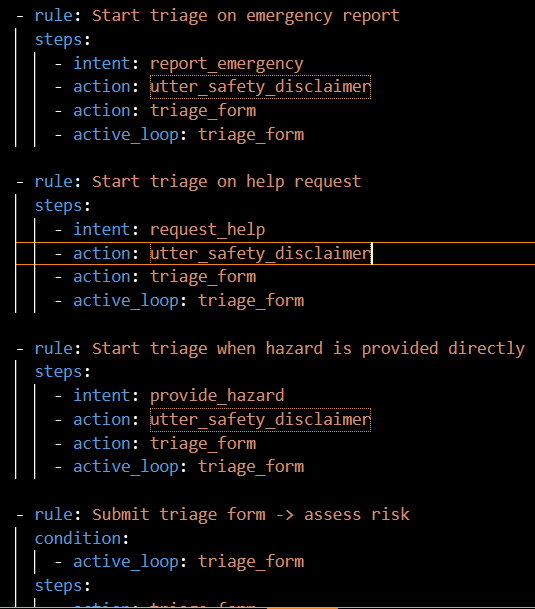 - rule: Start triage on emergency report
steps:
- intent: report_emergency
- action: utter_safety_disclaimer
- action: triage_form
- active_loop: triage_form
- rule: Start triage on help request
steps:
- intent: request_help
- action: utter_safety_disclaimer
- action: triage_form
- active_loop: triage_form
- rule: Start triage when hazard is provided directly
steps:
- intent: provide_hazard
- action: utter_safety_disclaimer
- action: triage_form
- active_loop: triage_form
- rule: Submit triage form -> assess risk
condition:
- active_loop: triage_form
steps: